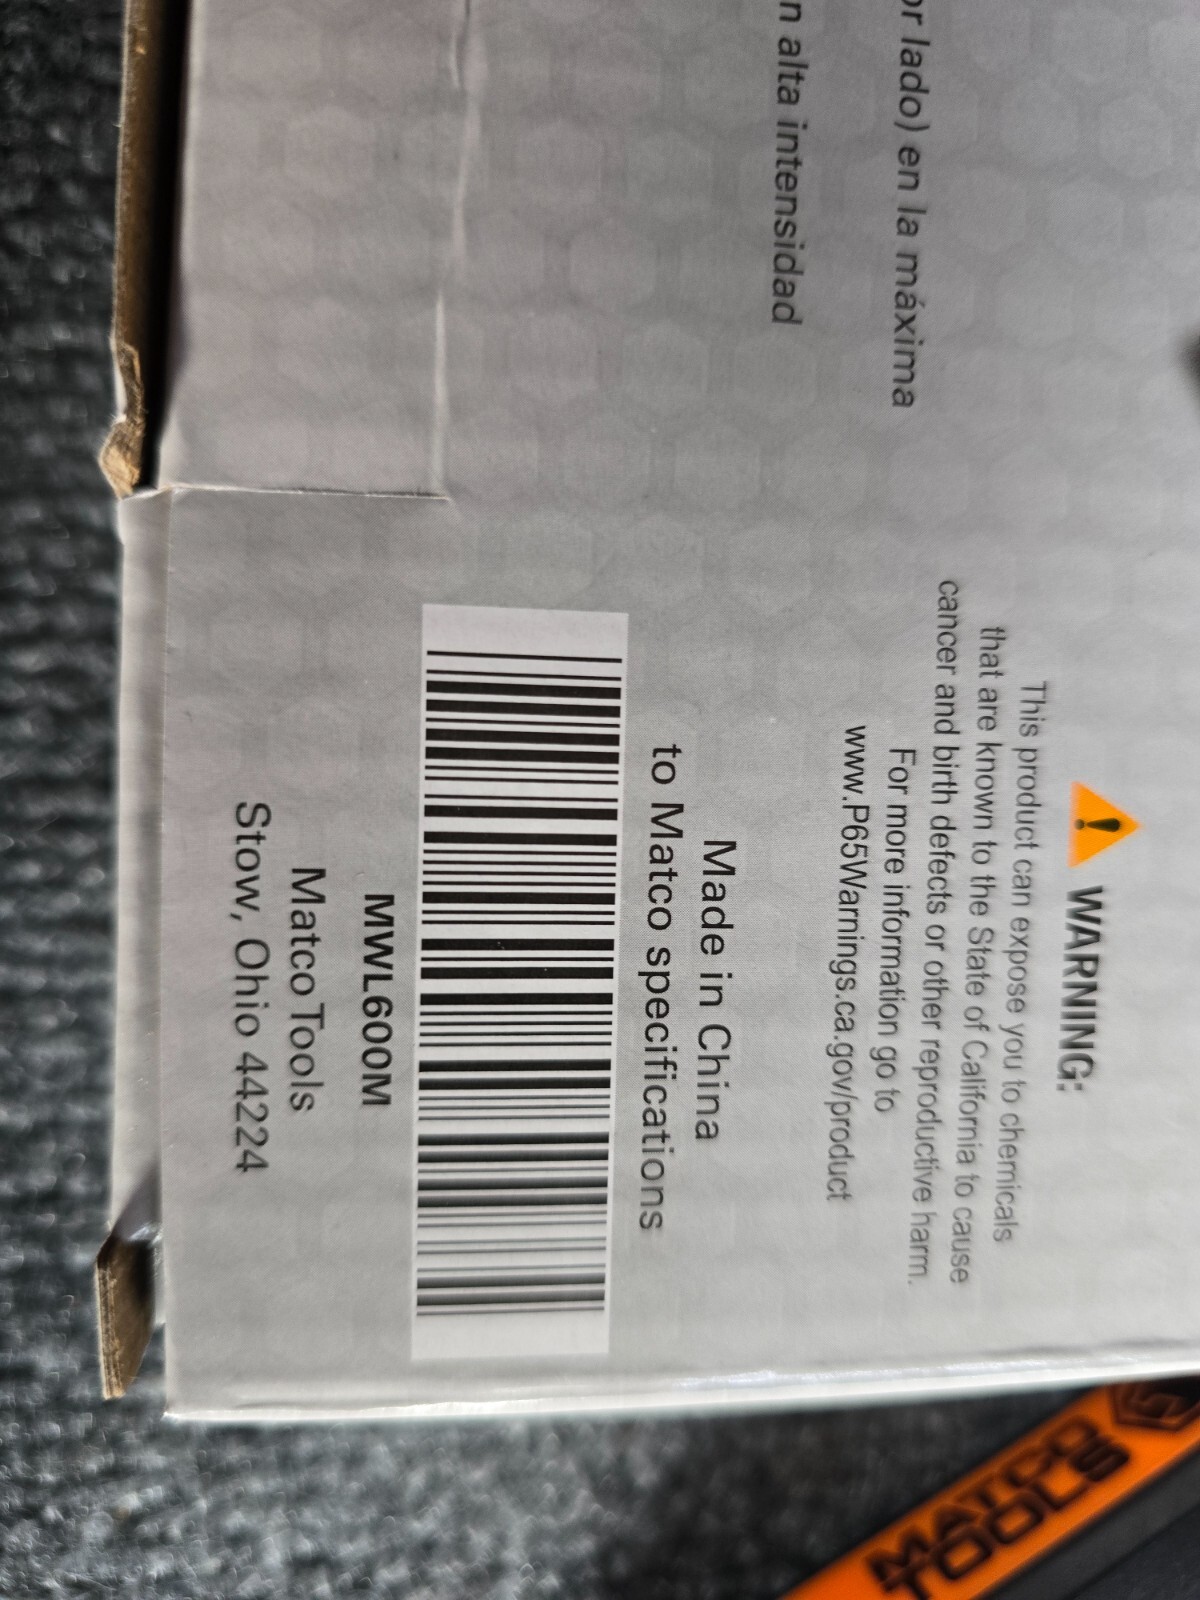 or lado) en la máxima
n alta intensidad
WARNING:
This product can expose you to chemicals
that are known to the State of California to cause
cancer and birth defects or other reproductive harm.
For more information go to
www.P65Warnings.ca.gov/product
Made in China
to Matco specifications
MWL600M
Matco Tools
Stow, Ohio 44224
MATCO
TOOLS